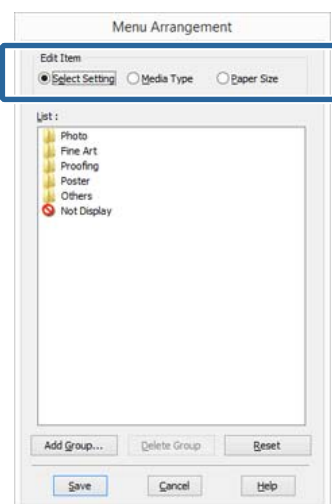 Menu Arrangement
Edit Item
Select Setting Media Type Paper Size
List :
Photo
Fine Art
Proofing
Poster
Others
Not Display
Add Group... Delete Group Reset
Save Cancel Help